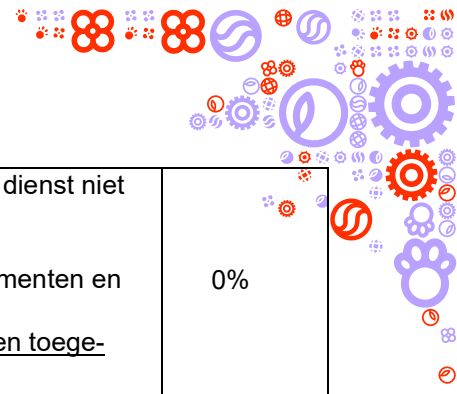 dienst niet
menten en
0%
en toege-